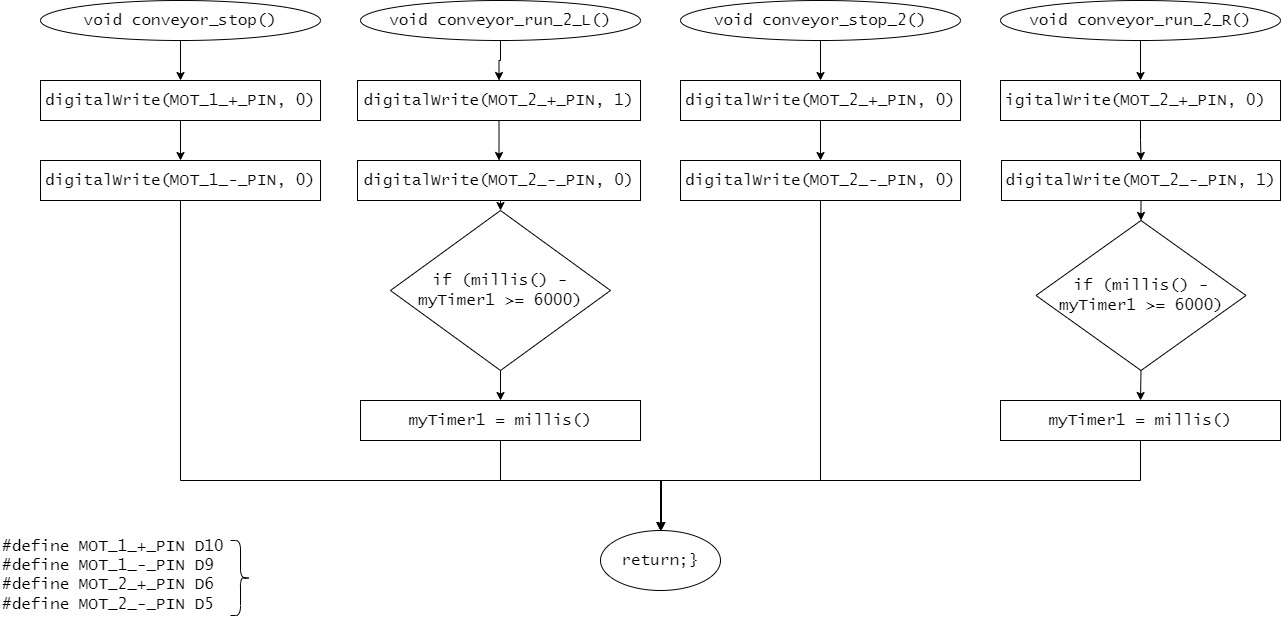 void conveyor_stop()
void conveyor_run_2_L()
void conveyor_stop_2()
void conveyor_run_2_R()
digitalWrite(MOT_1_+_PIN, 0)
digitalWrite(MOT_2_+_PIN, 1)
digitalWrite(MOT_2_+_PIN, 0)
igitalWrite(MOT_2_+_PIN, 0)
digitalWrite(MOT_1_-_PIN, 0)
digitalWrite(MOT_2_-_PIN, 0)
digitalWrite(MOT_2_-_PIN, 0)
digitalWrite(MOT_2_-_PIN, 1)
if (millis() -
myTimer1 >= 6000)
if (millis() -
myTimer1 >= 6000)
myTimer1 = millis()
myTimer1 = millis()
return;}
#define MOT_1_+_PIN D10
#define MOT_1_-_PIN D9
#define MOT_2_+_PIN D6
#define MOT_2_-_PIN D5